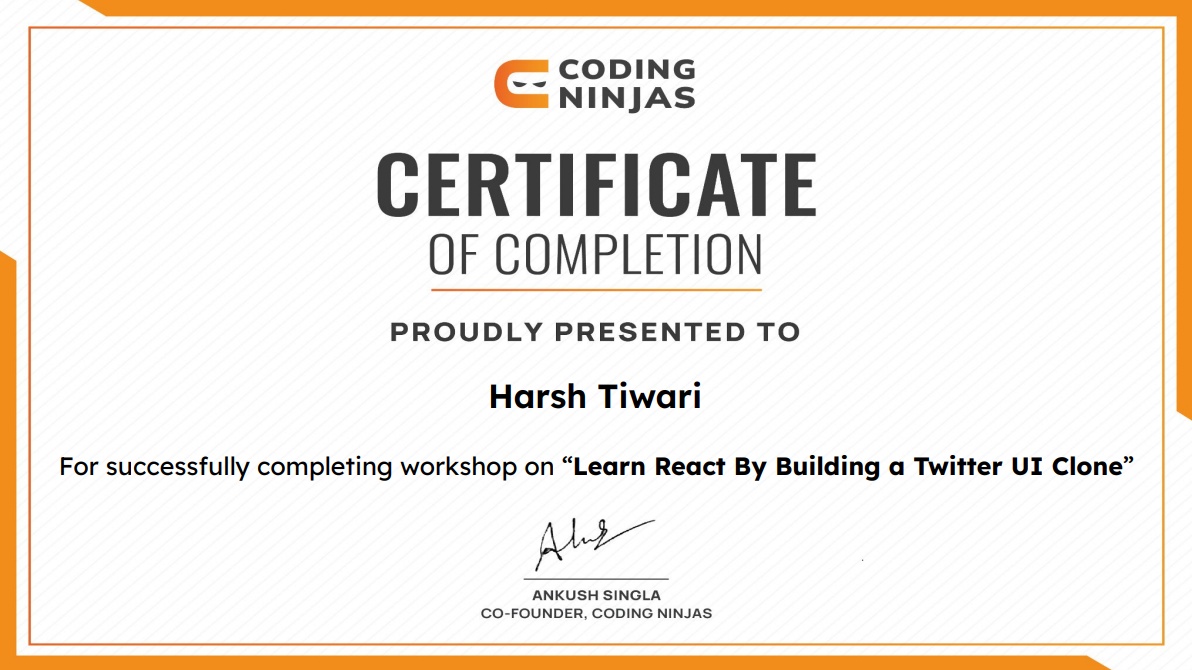 CODING
NINJAS
CERTIFICATE
OF COMPLETION
PROUDLY PRESENTED TO
Harsh Tiwari
For successfully completing workshop on “Learn React By Building a Twitter UI Clone”
ANKUSH SINGLA
CO-FOUNDER, CODING NINJAS